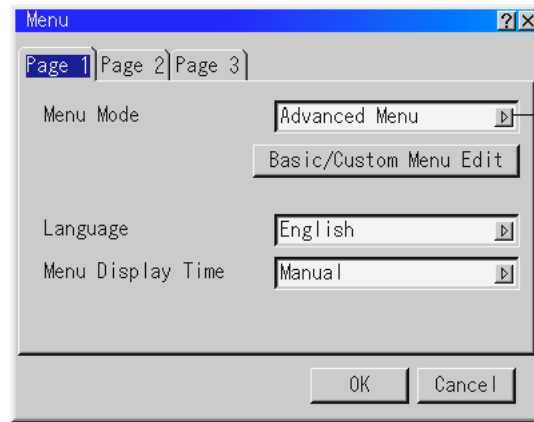 Menu ? ×
Page 1 Page 2 Page 3
Menu Mode Advanced Menu
Basic/Custom Menu Edit
Language English
Menu Display Time Manual
OK Cancel